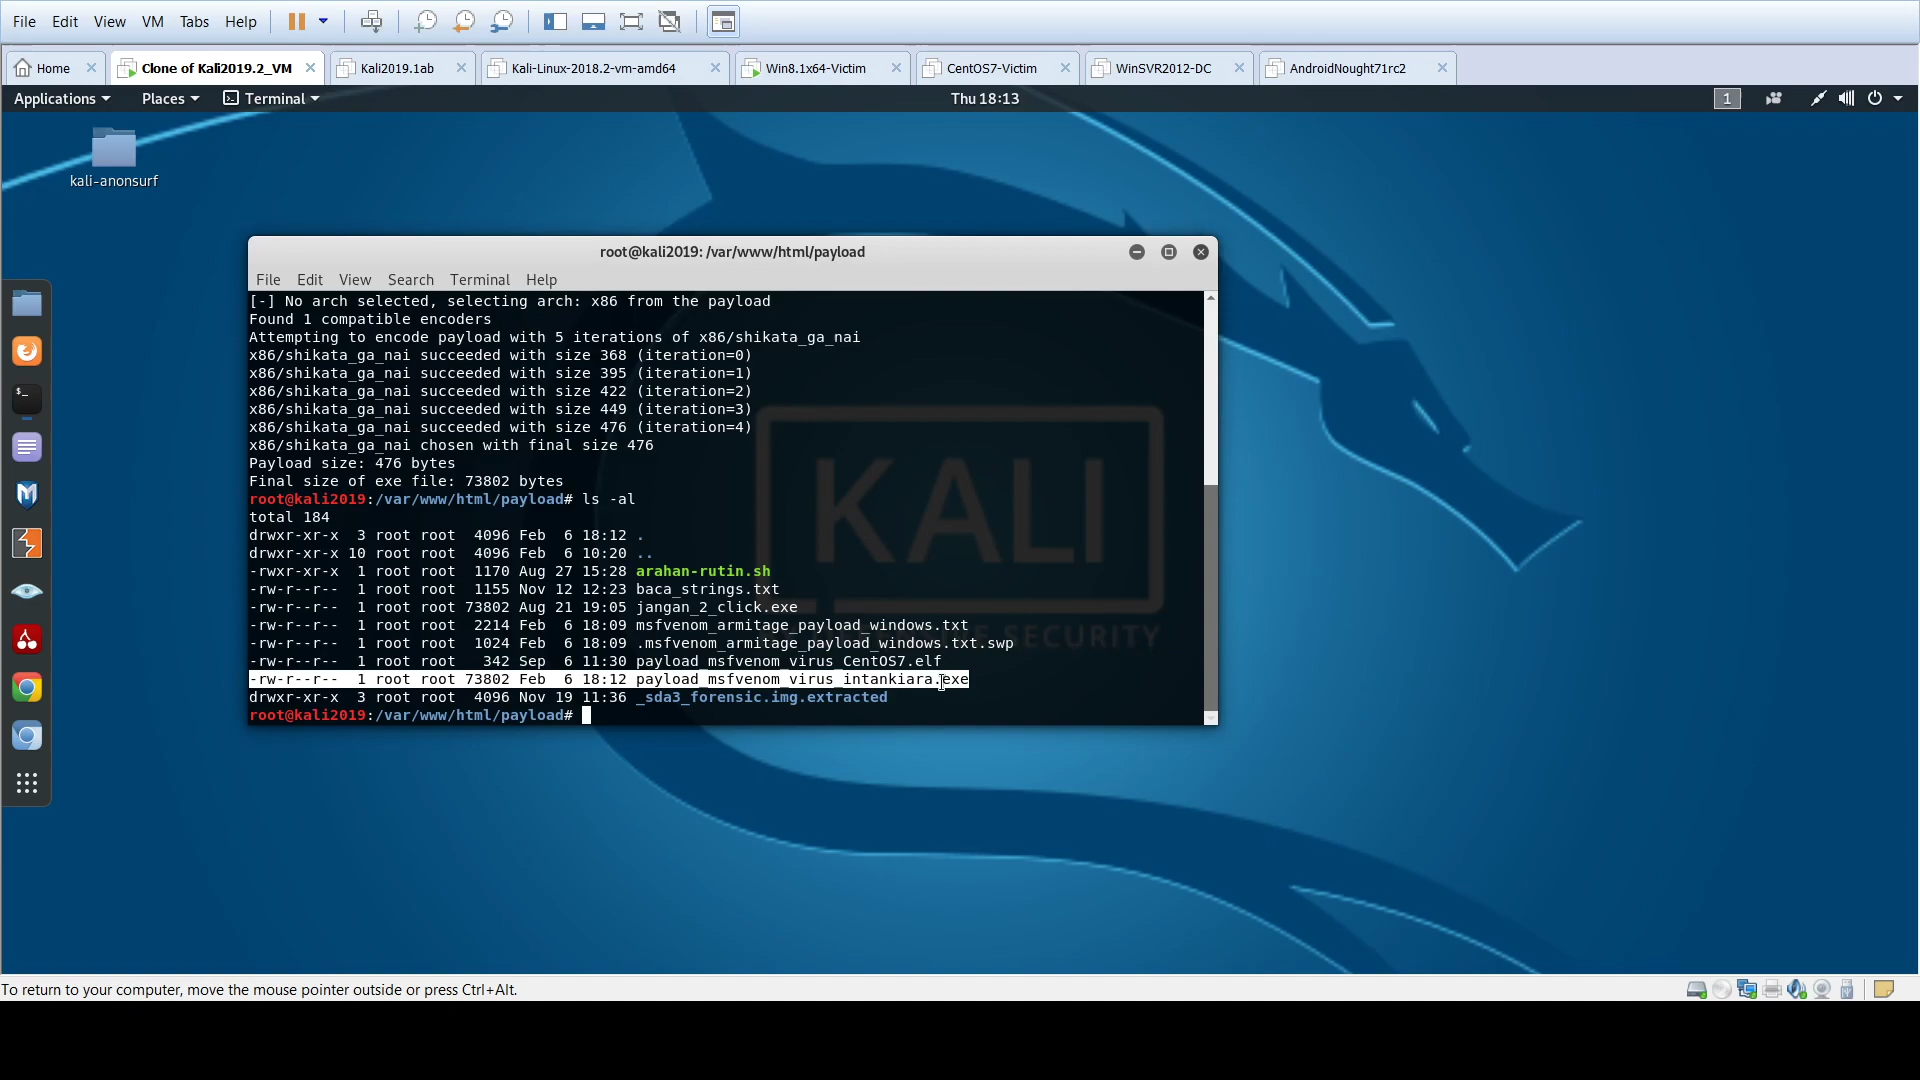 File Edit View VM Tabs Help
Home Clone of Kali2019.2_VM Kali2019.1ab Kali-Linux-2018.2-vm-amd64 Win8.1x64-Victim CentOS7-Victim WinSVR2012-DC AndroidNought71rc2
Applications Places Terminal Thu 18:13 1
kali-anonsurf
root@kali2019: /var/www/html/payload
File Edit View Search Terminal Help
[-] No arch selected, selecting arch: x86 from the payload
Found 1 compatible encoders
Attempting to encode payload with 5 iterations of x86/shikata_ga_nai
x86/shikata_ga_nai succeeded with size 368 (iteration=0)
x86/shikata_ga_nai succeeded with size 395 (iteration=1)
x86/shikata_ga_nai succeeded with size 422 (iteration=2)
x86/shikata_ga_nai succeeded with size 449 (iteration=3)
x86/shikata_ga_nai succeeded with size 476 (iteration=4)
x86/shikata_ga_nai chosen with final size 476
Payload size: 476 bytes
Final size of exe file: 73802 bytes
root@kali2019:/var/www/html/payload# ls -al
total 184
drwxr-xr-x  3 root root  4096 Feb  6 18:12 .
drwxr-xr-x 10 root root  4096 Feb  6 10:20 ..
-rwxr-xr-x  1 root root  1170 Aug 27 15:28 arahan-rutin.sh
-rw-r--r--  1 root root  1155 Nov 12 12:23 baca_strings.txt
-rw-r--r--  1 root root 73802 Aug 21 19:05 jangan_2_click.exe
-rw-r--r--  1 root root  2214 Feb  6 18:09 msfvenom_armitage_payload_windows.txt
-rw-r--r--  1 root root  1024 Feb  6 18:09 .msfvenom_armitage_payload_windows.txt.swp
-rw-r--r--  1 root root   342 Sep  6 11:30 payload_msfvenom_virus_CentOS7.elf
-rw-r--r--  1 root root 73802 Feb  6 18:12 payload_msfvenom_virus_intankiara.exe
drwxr-xr-x  3 root root  4096 Nov 19 11:36 _sda3_forensic.img.extracted
root@kali2019:/var/www/html/payload#
KALI
SECURITY
To return to your computer, move the mouse pointer outside or press Ctrl+Alt.